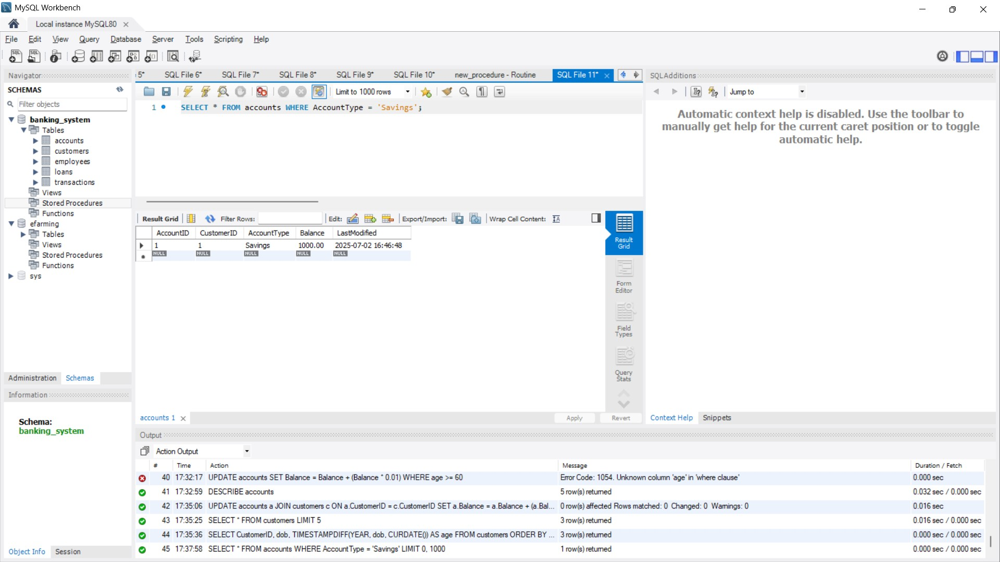 MySQL Workbench
Local instance MySQL80
File Edit View Query Database Server Tools Scripting Help
Navigator
SCHEMAS
Filter objects
banking_system
Tables
accounts
customers
employees
loans
transactions
Views
Stored Procedures
Functions
efarming
Tables
Views
Stored Procedures
Functions
sys
Administration Schemas
Information
Schema:
banking_system
Object Info Session
5* SQL File 6* SQL File 7* SQL File 8* SQL File 9* SQL File 10* new_procedure - Routine SQL File 11*
Limit to 1000 rows
1 SELECT * FROM accounts WHERE AccountType = 'Savings';
Result Grid Filter Rows: Edit: Export/Import: Wrap Cell Content:
AccountID CustomerID AccountType Balance LastModified
1 1 Savings 1000.00 2025-07-02 16:46:48
NULL NULL NULL NULL NULL
Result
Grid
Form
Editor
Field
Types
Query
Stats
accounts 1
Apply Revert
SQLAdditions
Jump to
Automatic context help is disabled. Use the toolbar to
manually get help for the current caret position or to toggle
automatic help.
Context Help Snippets
Output
Action Output
# Time Action Message Duration / Fetch
40 17:32:17 UPDATE accounts SET Balance = Balance + (Balance * 0.01) WHERE age >= 60 Error Code: 1054. Unknown column 'age' in 'where clause' 0.000 sec
41 17:32:59 DESCRIBE accounts 5 row(s) returned 0.032 sec / 0.000 sec
42 17:35:06 UPDATE accounts a JOIN customers c ON a.CustomerID = c.CustomerID SET a.Balance = a.Balance + (a.Bal... 0 row(s) affected Rows matched: 0 Changed: 0 Warnings: 0 0.016 sec
43 17:35:25 SELECT * FROM customers LIMIT 5 3 row(s) returned 0.016 sec / 0.000 sec
44 17:35:36 SELECT CustomerID, dob, TIMESTAMPDIFF(YEAR, dob, CURDATE()) AS age FROM customers ORDER BY ... 3 row(s) returned 0.000 sec / 0.000 sec
45 17:37:58 SELECT * FROM accounts WHERE AccountType = 'Savings' LIMIT 0, 1000 1 row(s) returned 0.000 sec / 0.000 sec